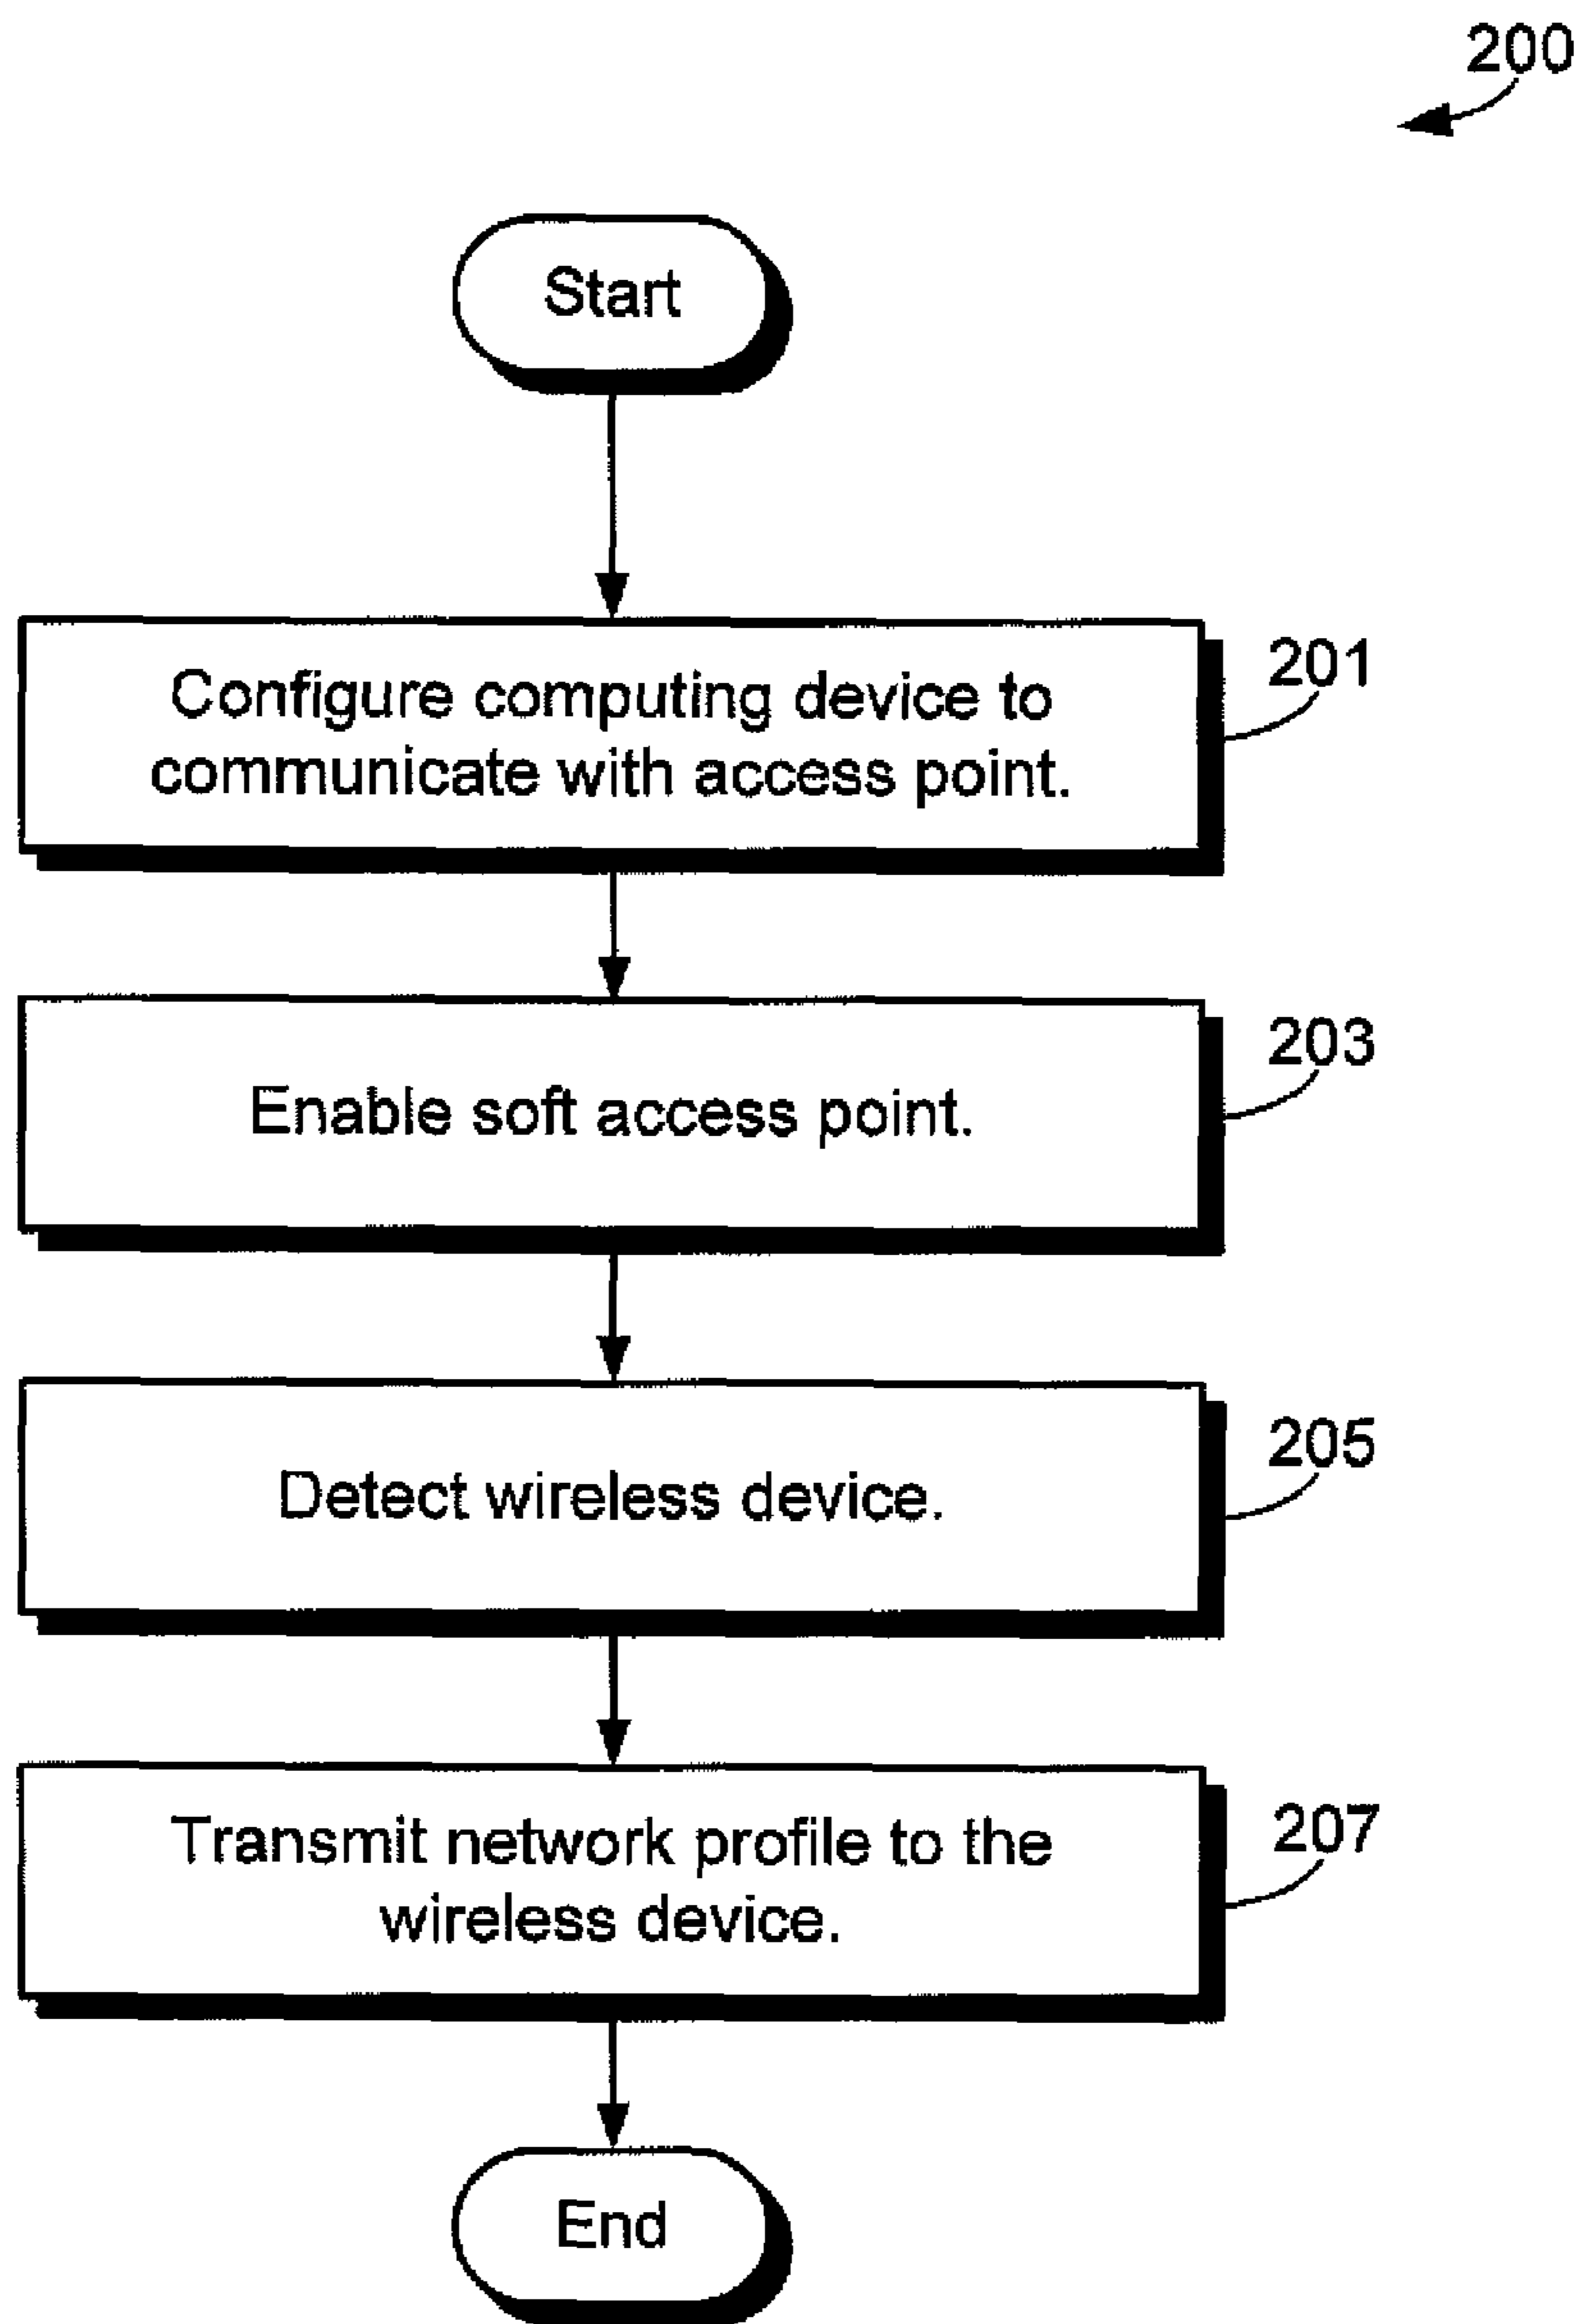 200
Start
Configure computing device to
communicate with access point.
201
Enable soft access point.
203
Detect wireless device.
205
Transmit network profile to the
wireless device.
207
End